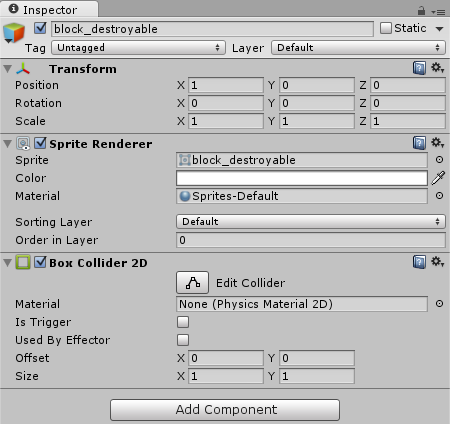 Inspector
block_destroyable Static
Tag Untagged Layer Default
Transform
Position X 1 Y 0 Z 0
Rotation X 0 Y 0 Z 0
Scale X 1 Y 1 Z 1
Sprite Renderer
Sprite block_destroyable
Color
Material Sprites-Default
Sorting Layer Default
Order in Layer 0
Box Collider 2D
Edit Collider
Material None (Physics Material 2D)
Is Trigger
Used By Effector
Offset X 0 Y 0
Size X 1 Y 1
Add Component